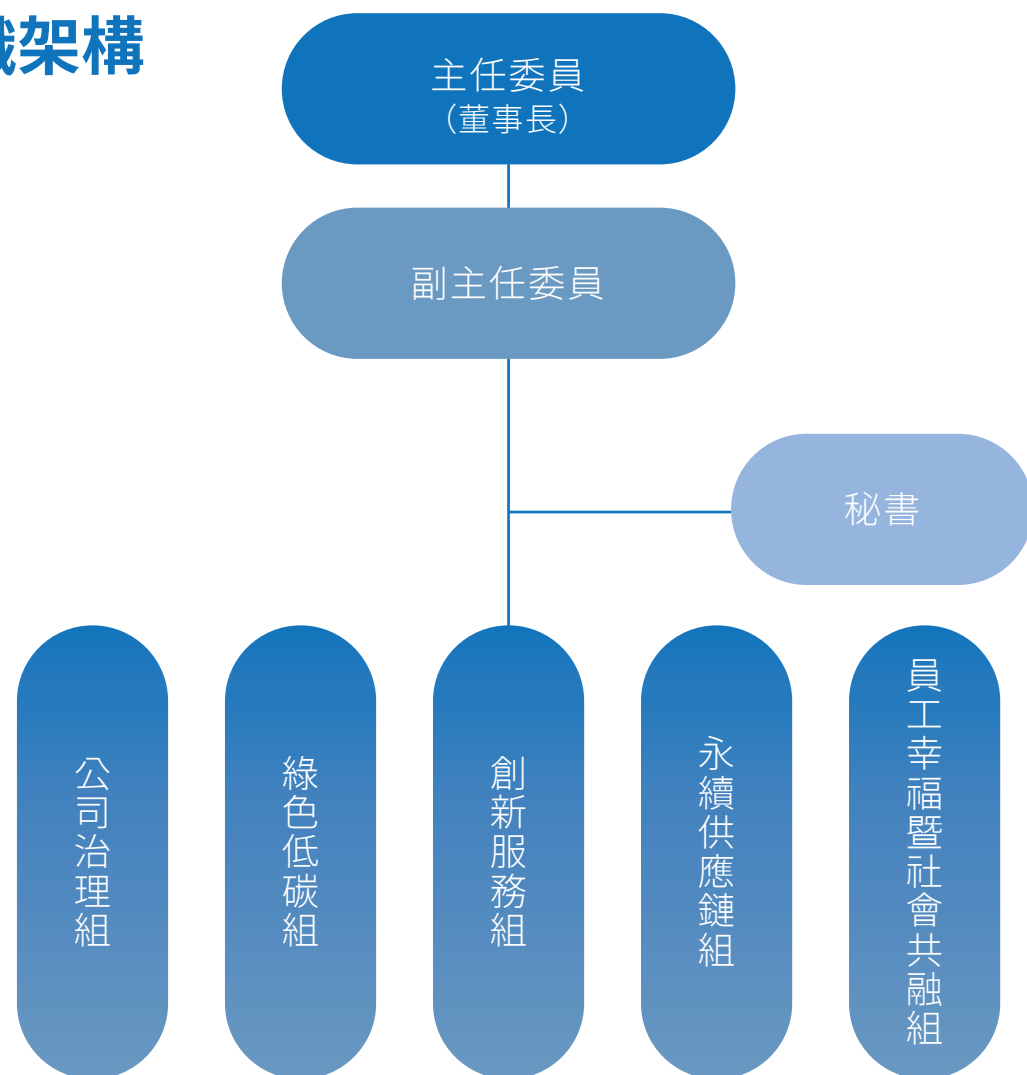 架構
主任委員
（董事長）
副主任委員
秘書
公司治理組
綠色低碳組
創新服務組
永續供應鏈組
員工幸福暨社會共融組